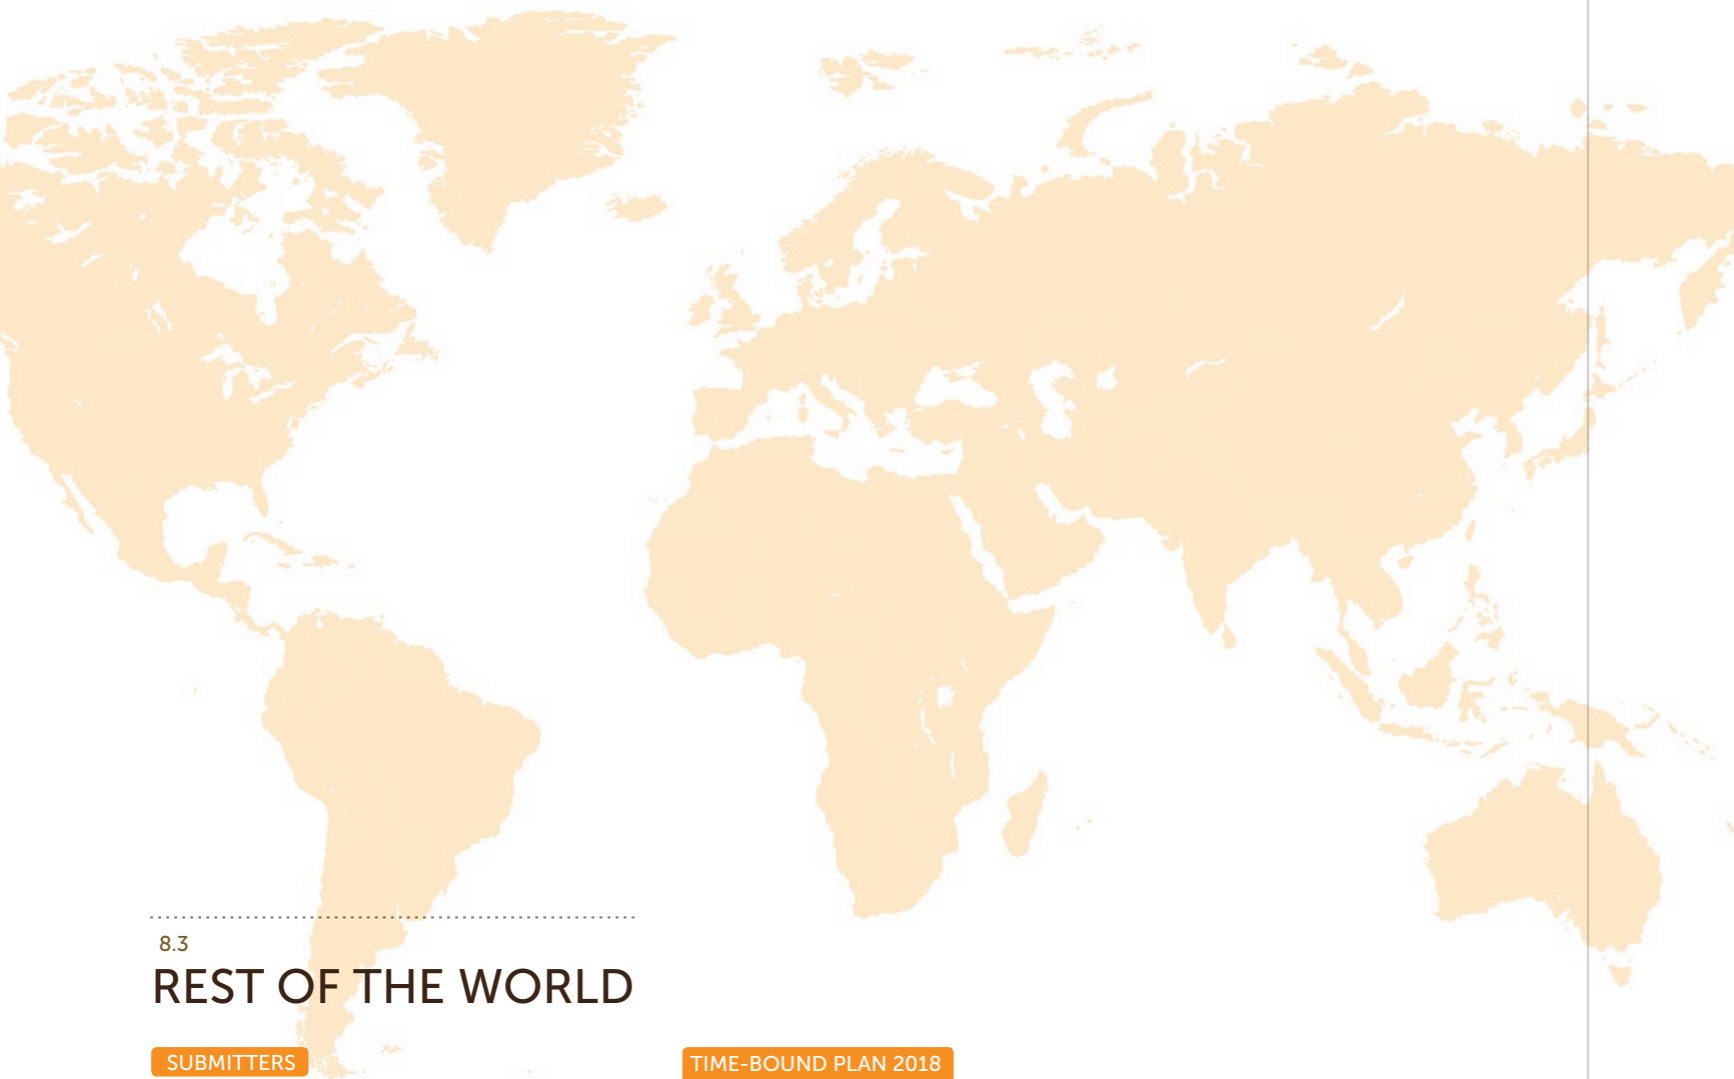 8.3
REST OF THE WORLD
SUBMITTERS
TIME-BOUND PLAN 2018